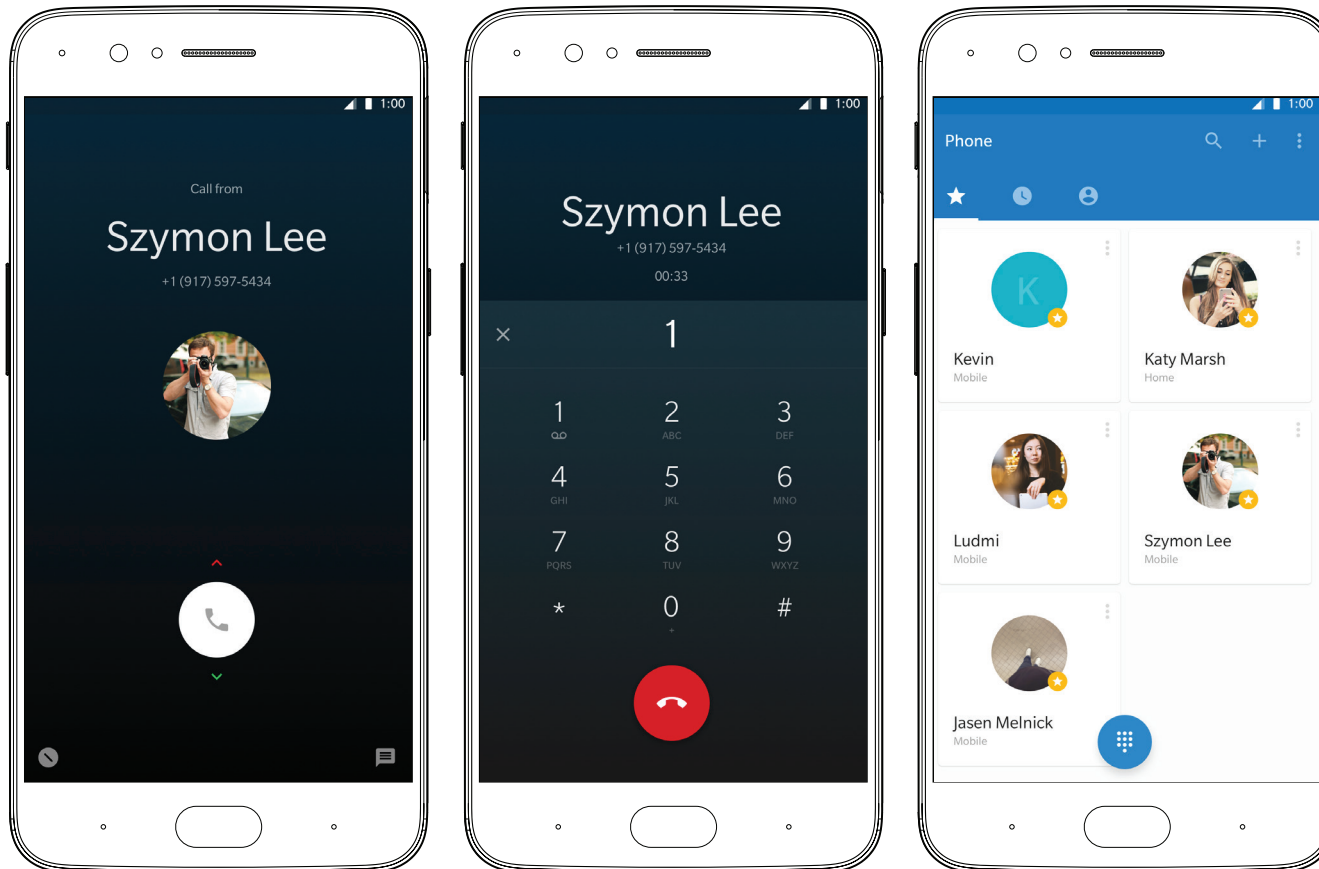 1:00
Call from
Szymon Lee
+1 (917) 597-5434
1:00
Szymon Lee
+1 (917) 597-5434
00:33
1
1 2 3
ABC DEF
4 5 6
GHI JKL MNO
7 8 9
PQRS TUV WXYZ
* 0 #
+
1:00
Phone
K
Kevin
Mobile
Katy Marsh
Home
Ludmi
Mobile
Szymon Lee
Mobile
Jasen Melnick
Mobile